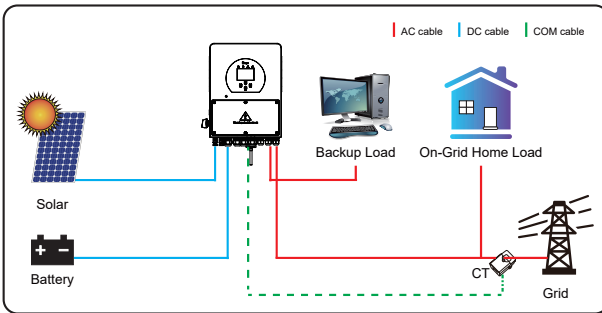 AC cable
DC cable
COM cable
Backup Load
On-Grid Home Load
Solar
Battery
CT
Grid